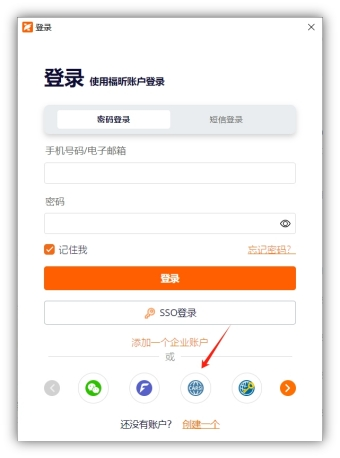 登录
登录 使用福昕账户登录
密码登录 短信登录
手机号码/电子邮箱
密码
记住我 忘记密码？
登录
SSO登录
添加一个企业账户
或
还没有账户？ 创建一个